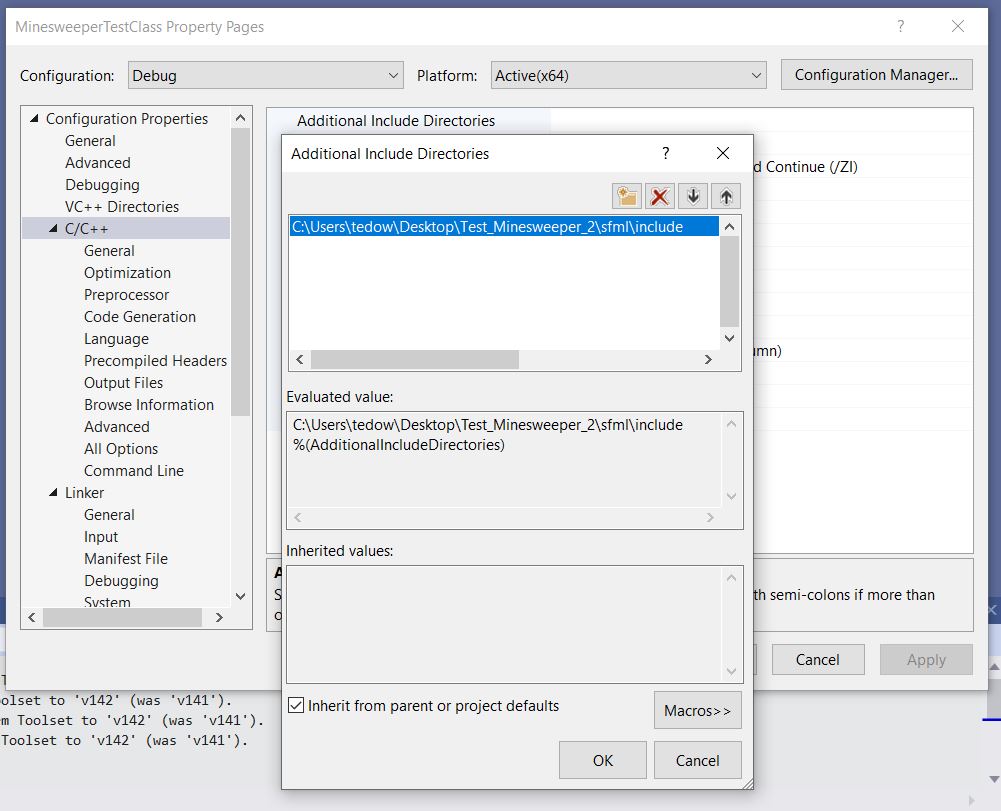 MinesweeperTestClass Property Pages
?
Configuration: Debug Platform: Active(x64) Configuration Manager...
Configuration Properties
General
Advanced
Debugging
VC++ Directories
C/C++
General
Optimization
Preprocessor
Code Generation
Language
Precompiled Headers
Output Files
Browse Information
Advanced
All Options
Command Line
Linker
General
Input
Manifest File
Debugging
System
Additional Include Directories
d Continue (/ZI)
umn)
Additional Include Directories
?
C:\Users\tedow\Desktop\Test_Minesweeper_2\sfml\include
Evaluated value:
C:\Users\tedow\Desktop\Test_Minesweeper_2\sfml\include
%(AdditionalIncludeDirectories)
Inherited values:
Inherit from parent or project defaults
Macros>>
OK Cancel
th semi-colons if more than
Cancel Apply
oolset to 'v142' (was 'v141').
m Toolset to 'v142' (was 'v141').
Toolset to 'v142' (was 'v141').